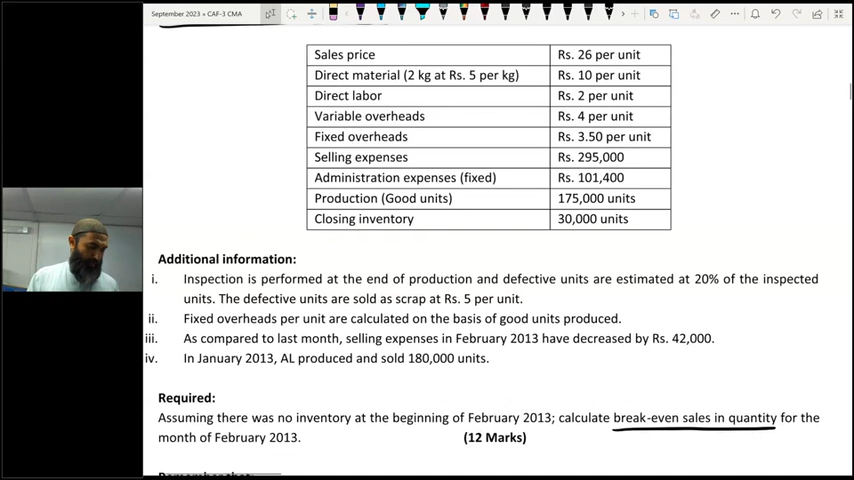 September 2023 » CAF-3 CMA
Sales price Rs. 26 per unit
Direct material (2 kg at Rs. 5 per kg) Rs. 10 per unit
Direct labor Rs. 2 per unit
Variable overheads Rs. 4 per unit
Fixed overheads Rs. 3.50 per unit
Selling expenses Rs. 295,000
Administration expenses (fixed) Rs. 101,400
Production (Good units) 175,000 units
Closing inventory 30,000 units
Additional information:
i. Inspection is performed at the end of production and defective units are estimated at 20% of the inspected
units. The defective units are sold as scrap at Rs. 5 per unit.
ii. Fixed overheads per unit are calculated on the basis of good units produced.
iii. As compared to last month, selling expenses in February 2013 have decreased by Rs. 42,000.
iv. In January 2013, AL produced and sold 180,000 units.
Required:
Assuming there was no inventory at the beginning of February 2013; calculate break-even sales in quantity for the
month of February 2013. (12 Marks)